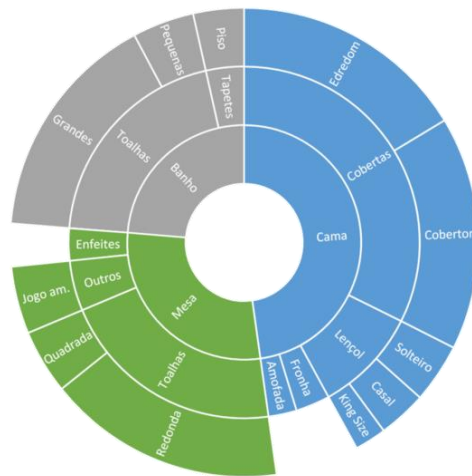 Cama
Cobertas
Edredom
Cobertor
Lençol
Solteiro
Casal
King Size
Fronha
Amofada
Mesa
Toalhas
Redonda
Quadrada
Outros
Jogo am.
Enfeites
Banho
Toalhas
Grandes
Pequenas
Tapetes
Piso